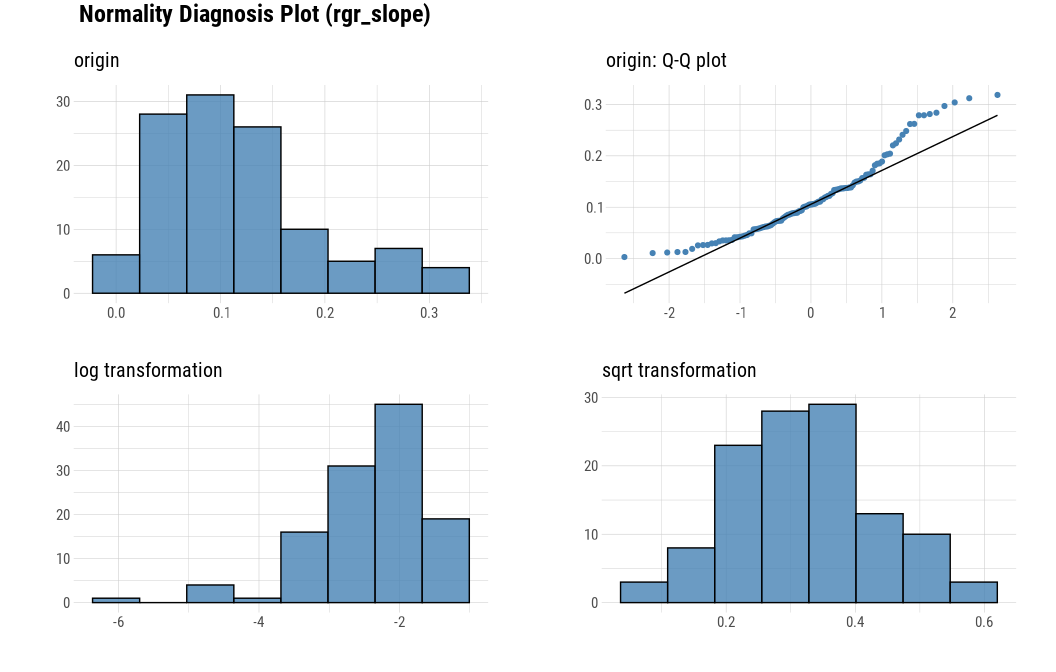 Normality Diagnosis Plot (rgr_slope)
origin
30
20
10
0
0.0 0.1 0.2 0.3
origin: Q-Q plot
0.3
0.2
0.1
0.0
-2 -1 0 1 2
log transformation
40
30
20
10
0
-6 -4 -2
sqrt transformation
30
20
10
0
0.2 0.4 0.6